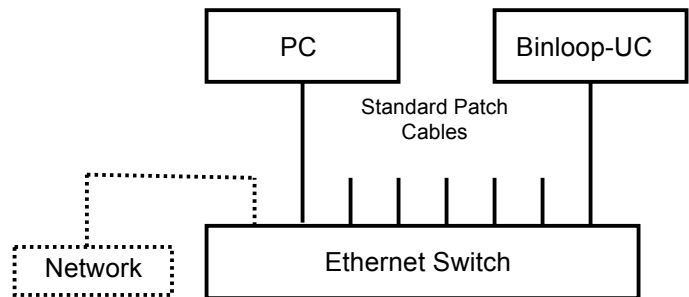 PC
Binloop-UC
Standard Patch
Cables
Network
Ethernet Switch